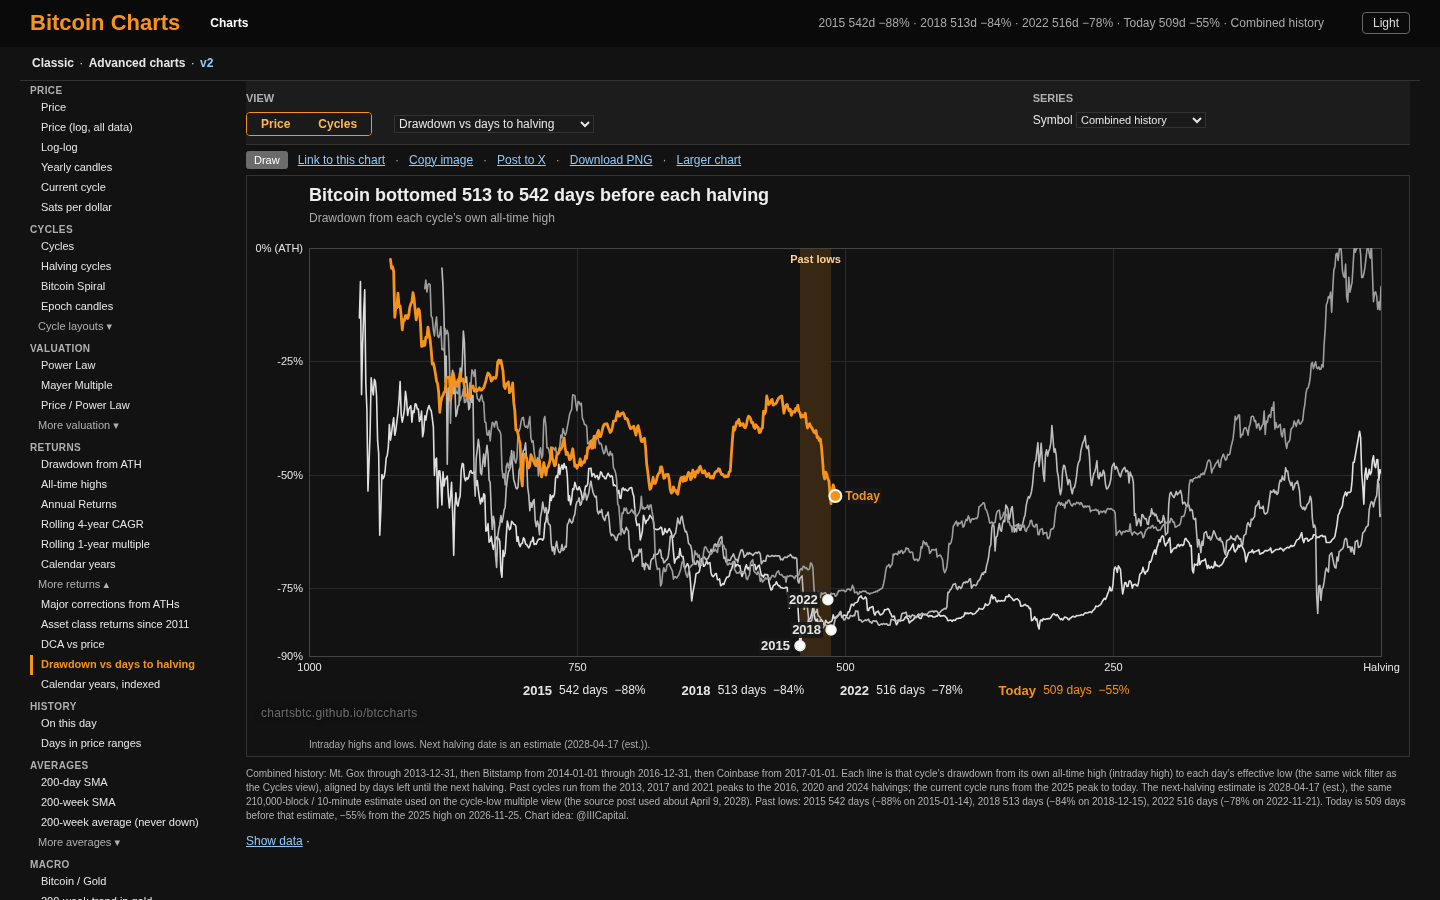 Bitcoin Charts
Charts
2015 542d −88% · 2018 513d −84% · 2022 516d −78% · Today 509d −55% · Combined history
Light
Classic · Advanced charts · v2
PRICE
Price
Price (log, all data)
Log-log
Yearly candles
Current cycle
Sats per dollar
CYCLES
Cycles
Halving cycles
Bitcoin Spiral
Epoch candles
Cycle layouts ▾
VALUATION
Power Law
Mayer Multiple
Price / Power Law
More valuation ▾
RETURNS
Drawdown from ATH
All-time highs
Annual Returns
Rolling 4-year CAGR
Rolling 1-year multiple
Calendar years
More returns ▴
Major corrections from ATHs
Asset class returns since 2011
DCA vs price
Drawdown vs days to halving
Calendar years, indexed
HISTORY
On this day
Days in price ranges
AVERAGES
200-day SMA
200-week SMA
200-week average (never down)
More averages ▾
MACRO
Bitcoin / Gold
200-week trend in gold
VIEW
Price Cycles
Drawdown vs days to halving
SERIES
Symbol Combined history
Draw Link to this chart · Copy image · Post to X · Download PNG · Larger chart
Bitcoin bottomed 513 to 542 days before each halving
Drawdown from each cycle's own all-time high
0% (ATH)
Past lows
-25%
-50%
Today
-75%
2022
2018
2015
-90%
1000 750 500 250 Halving
2015 542 days −88% 2018 513 days −84% 2022 516 days −78% Today 509 days −55%
chartsbtc.github.io/btccharts
Intraday highs and lows. Next halving date is an estimate (2028-04-17 (est.)).
Combined history: Mt. Gox through 2013-12-31, then Bitstamp from 2014-01-01 through 2016-12-31, then Coinbase from 2017-01-01. Each line is that cycle's drawdown from its own all-time high (intraday high) to each day's effective low (the same wick filter as
the Cycles view), aligned by days left until the next halving. Past cycles run from the 2013, 2017 and 2021 peaks to the 2016, 2020 and 2024 halvings; the current cycle runs from the 2025 peak to today. The next-halving estimate is 2028-04-17 (est.), the same
210,000-block / 10-minute estimate used on the cycle-low multiple view (the source post used about April 9, 2028). Past lows: 2015 542 days (−88% on 2015-01-14), 2018 513 days (−84% on 2018-12-15), 2022 516 days (−78% on 2022-11-21). Today is 509 days
before that estimate, −55% from the 2025 high on 2026-11-25. Chart idea: @IIICapital.
Show data ·